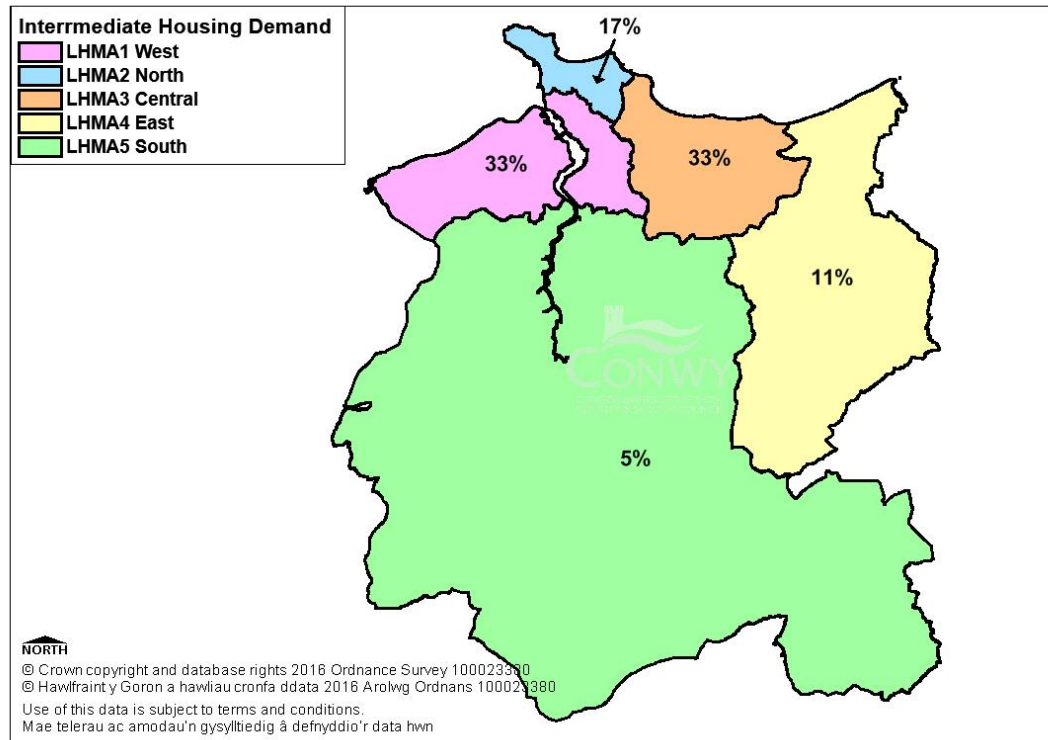 Interrmediate Housing Demand
LHMA1 West
LHMA2 North
LHMA3 Central
LHMA4 East
LHMA5 South
17%
33%
33%
11%
CONWY
5%
NORTH
© Crown copyright and database rights 2016 Ordnance Survey 100023380
© Hawlfraint y Goron a hawliau cronfa ddata 2016 Arolwg Ordnans 100023380
Use of this data is subject to terms and conditions.
Mae telerau ac amodau'n gysylltiedig â defnyddio'r data hwn